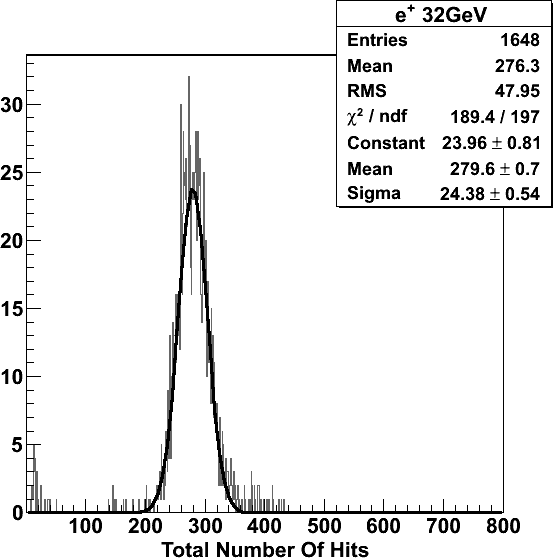 e⁺ 32GeV
Entries 1648
Mean 276.3
RMS 47.95
χ² / ndf 189.4 / 197
Constant 23.96 ± 0.81
Mean 279.6 ± 0.7
Sigma 24.38 ± 0.54
30
25
20
15
10
5
0
100 200 300 400 500 600 700 800
Total Number Of Hits